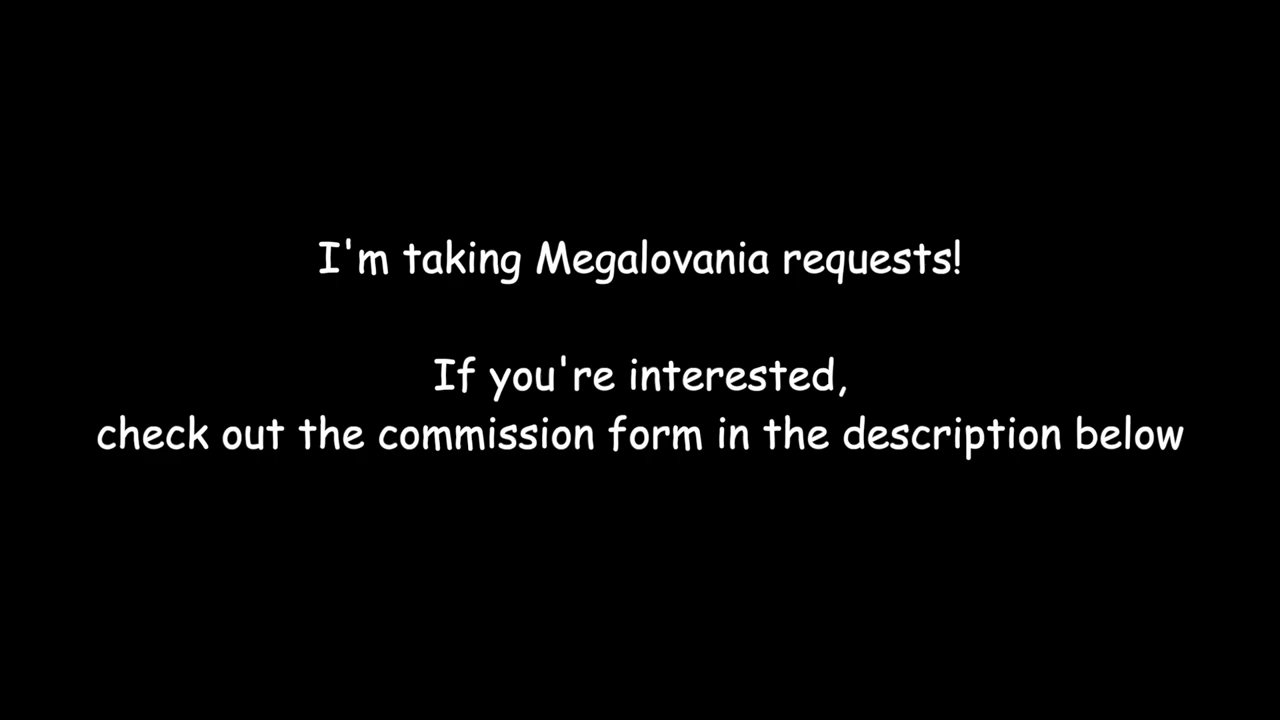 I'm taking Megalovania requests!
If you're interested,
check out the commission form in the description below